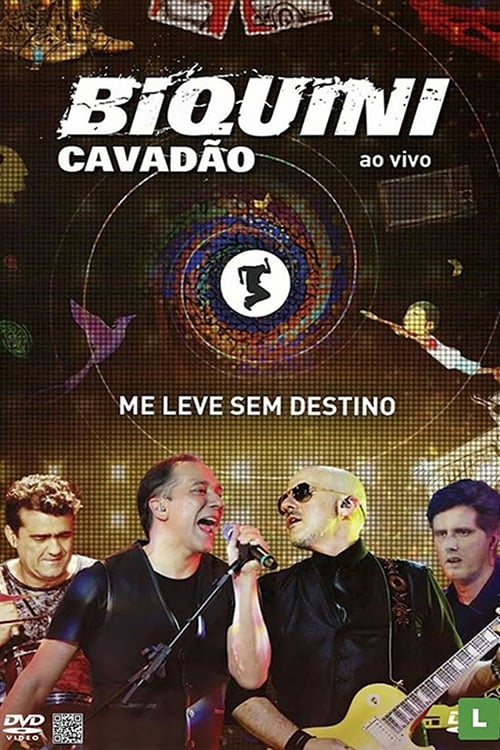 BIQUINI
CAVADÃO
ao vivo
ME LEVE SEM DESTINO
DVD
VIDEO
L